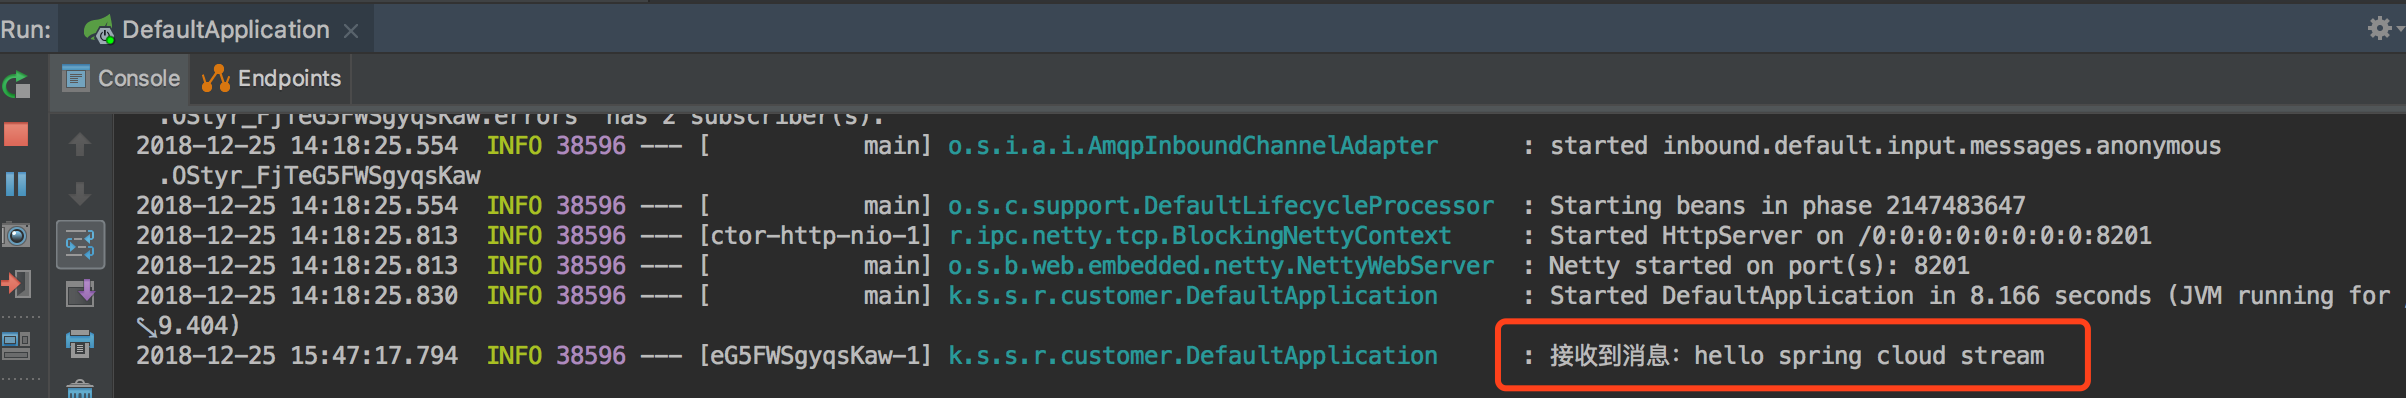 Run: DefaultApplication
Console Endpoints
.OStyr_FjTeG5FWSgyqsKaw.errors' has 2 subscriber(s).
2018-12-25 14:18:25.554 INFO 38596 --- [ main] o.s.i.a.i.AmqpInboundChannelAdapter : started inbound.default.input.messages.anonymous
.OStyr_FjTeG5FWSgyqsKaw
2018-12-25 14:18:25.554 INFO 38596 --- [ main] o.s.c.support.DefaultLifecycleProcessor : Starting beans in phase 2147483647
2018-12-25 14:18:25.813 INFO 38596 --- [ctor-http-nio-1] r.ipc.netty.tcp.BlockingNettyContext : Started HttpServer on /0:0:0:0:0:0:0:0:8201
2018-12-25 14:18:25.813 INFO 38596 --- [ main] o.s.b.web.embedded.netty.NettyWebServer : Netty started on port(s): 8201
2018-12-25 14:18:25.830 INFO 38596 --- [ main] k.s.s.r.customer.DefaultApplication : Started DefaultApplication in 8.166 seconds (JVM running for
9.404)
2018-12-25 15:47:17.794 INFO 38596 --- [eG5FWSgyqsKaw-1] k.s.s.r.customer.DefaultApplication : 接收到消息：hello spring cloud stream